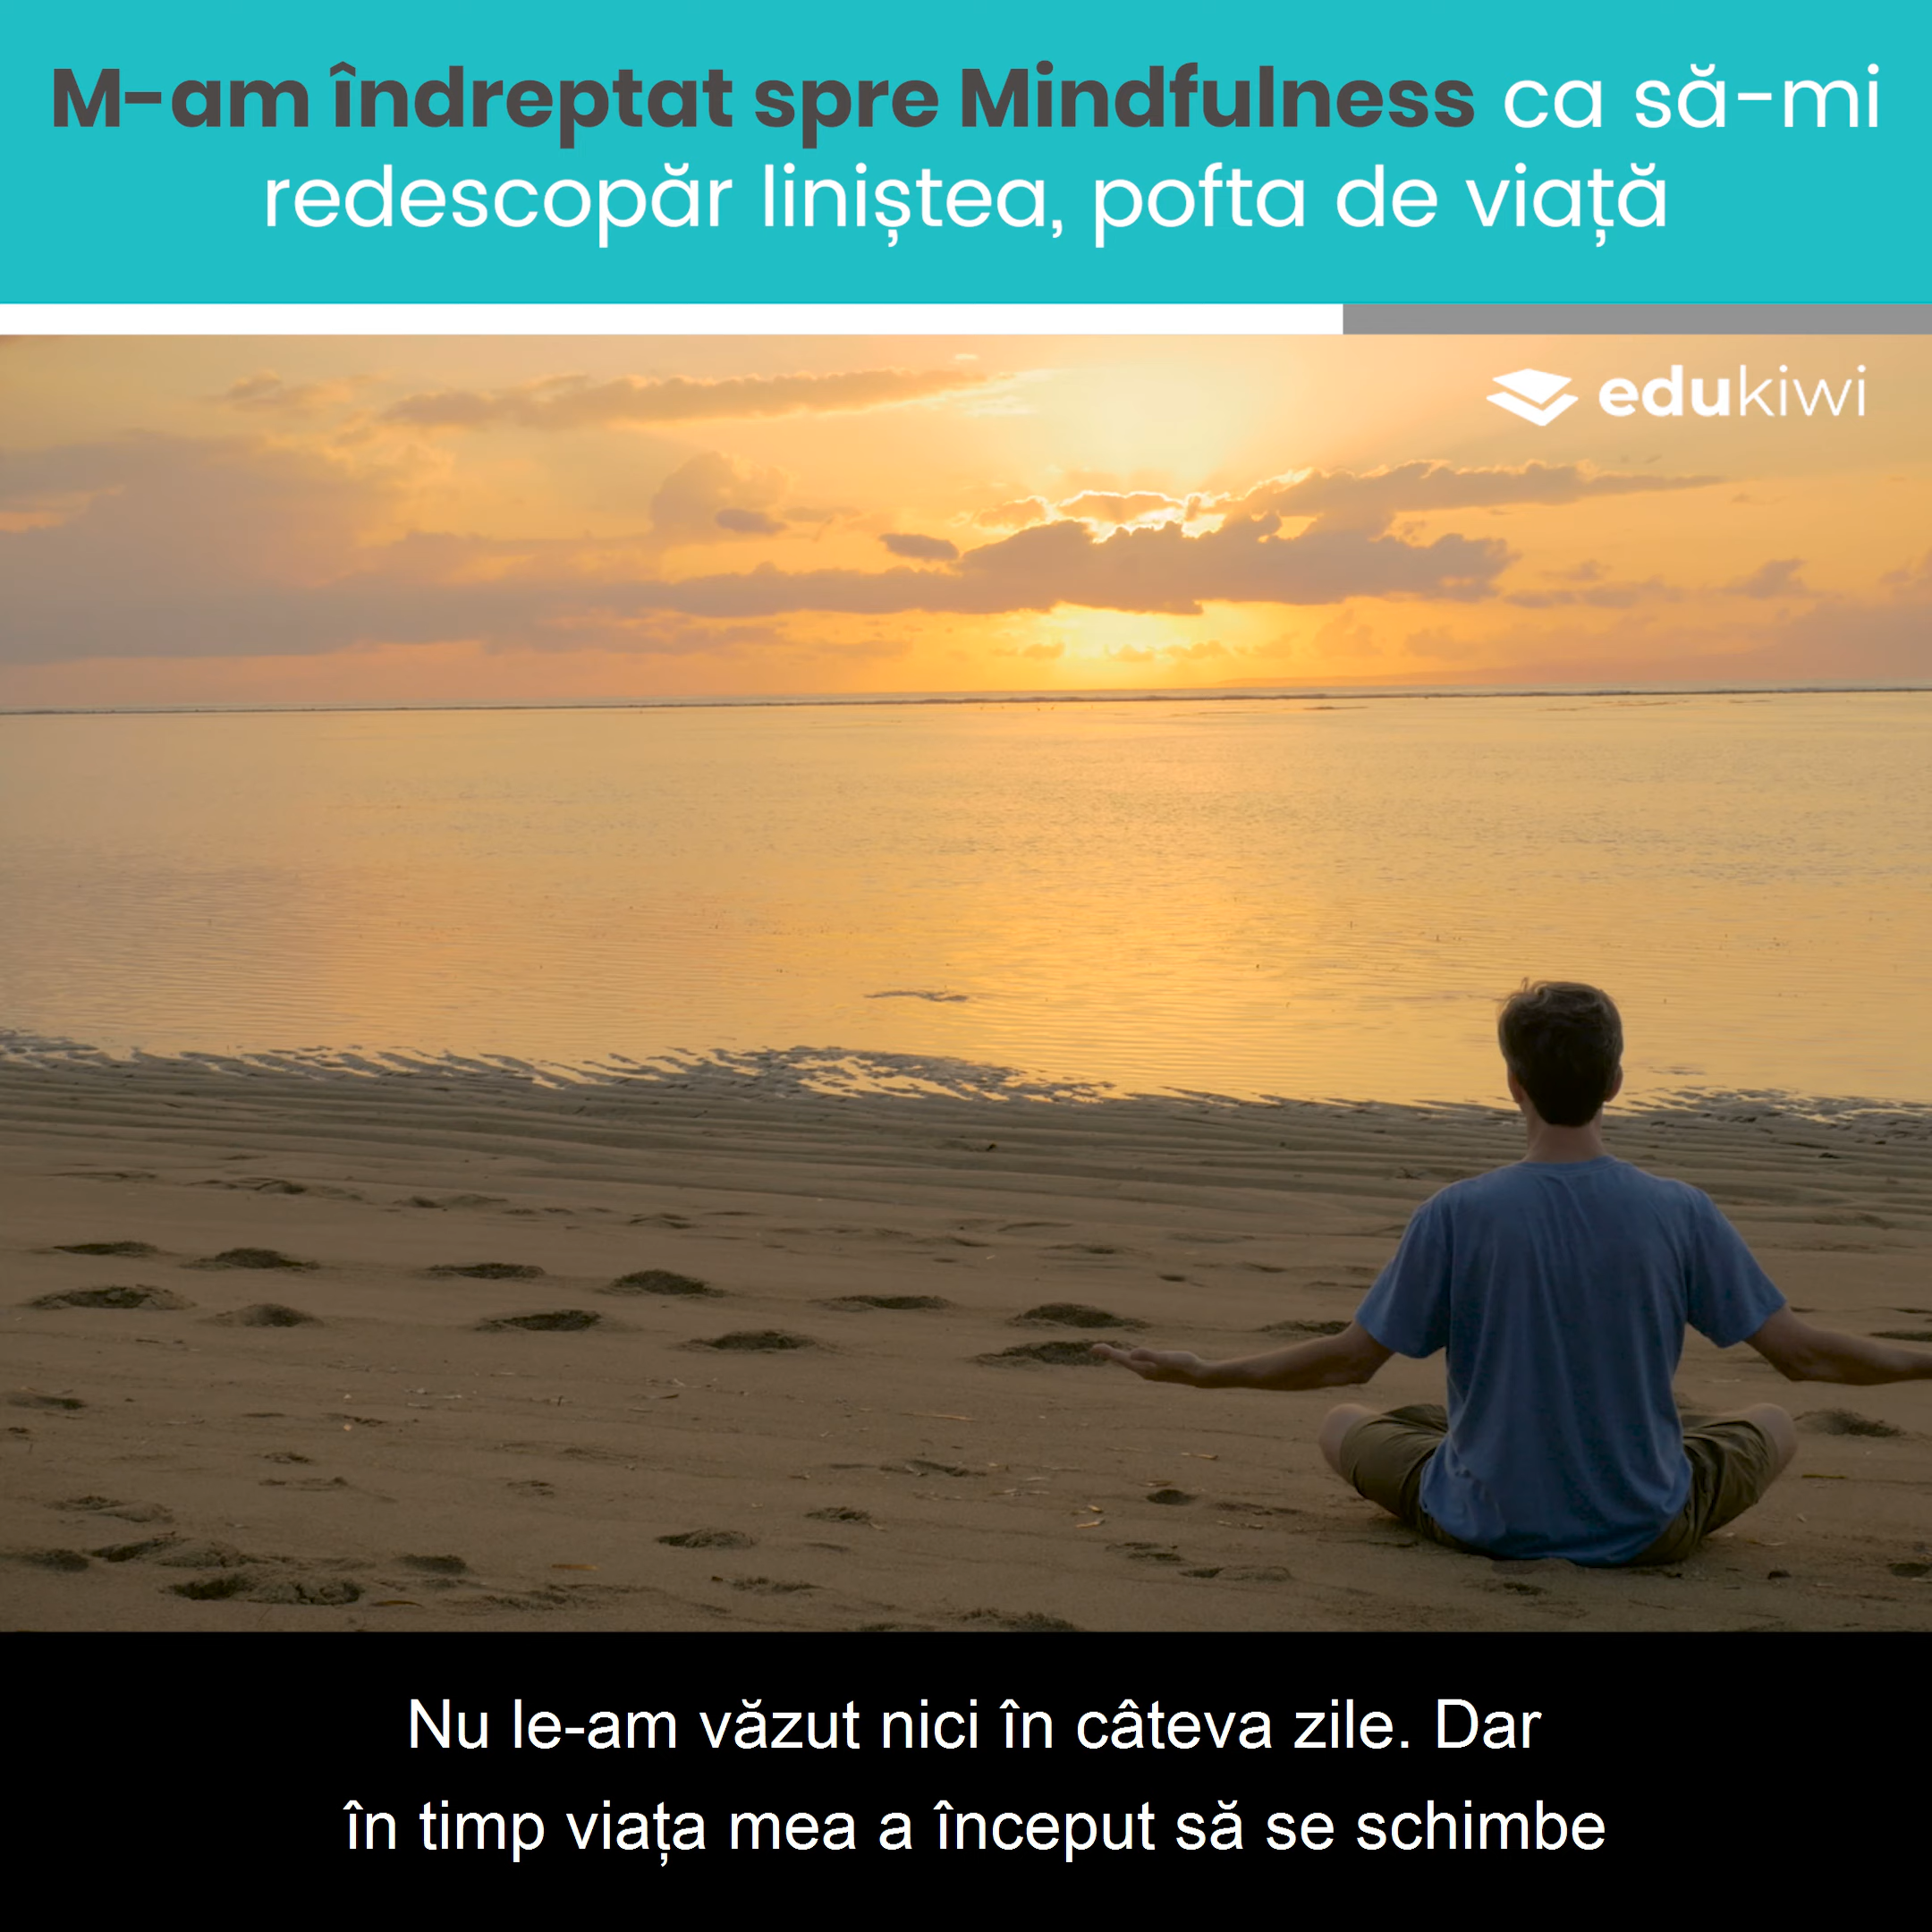 M-am îndreptat spre Mindfulness ca să-mi
redescopăr liniștea, pofta de viață
edukiwi
Nu le-am văzut nici în câteva zile. Dar
în timp viața mea a început să se schimbe